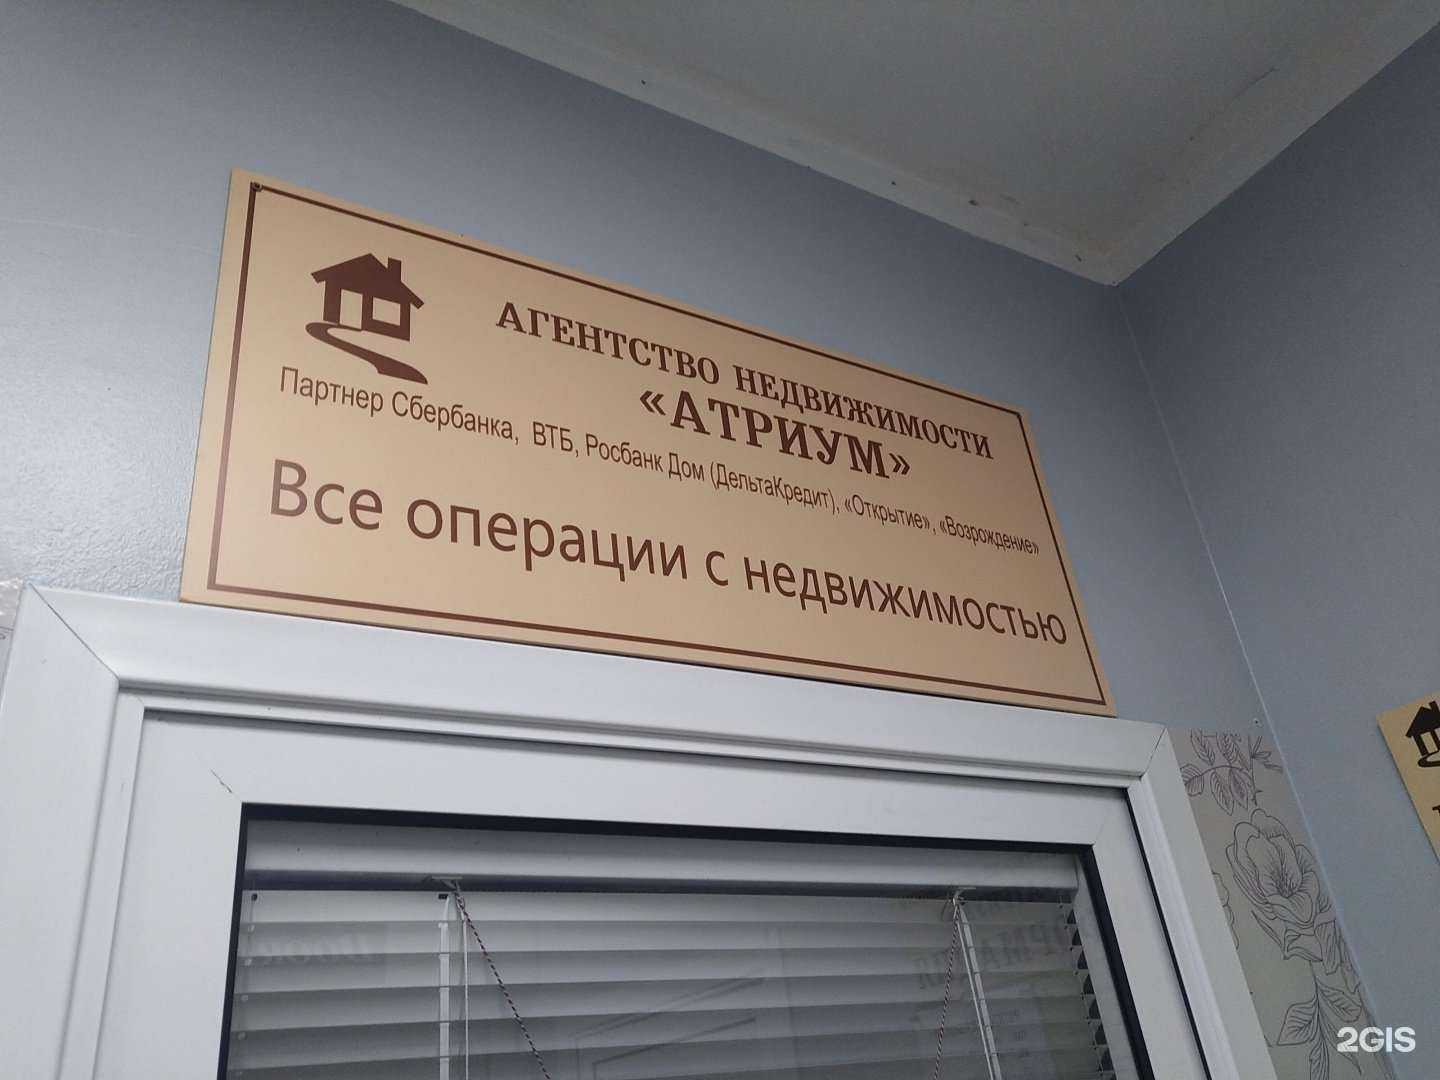 АГЕНТСТВО НЕДВИЖИМОСТИ
«АТРИУМ»
Партнер Сбербанка, ВТБ, Росбанк Дом (ДельтаКредит), «Открытие», «Возрождение»
Все операции с недвижимостью
2GIS